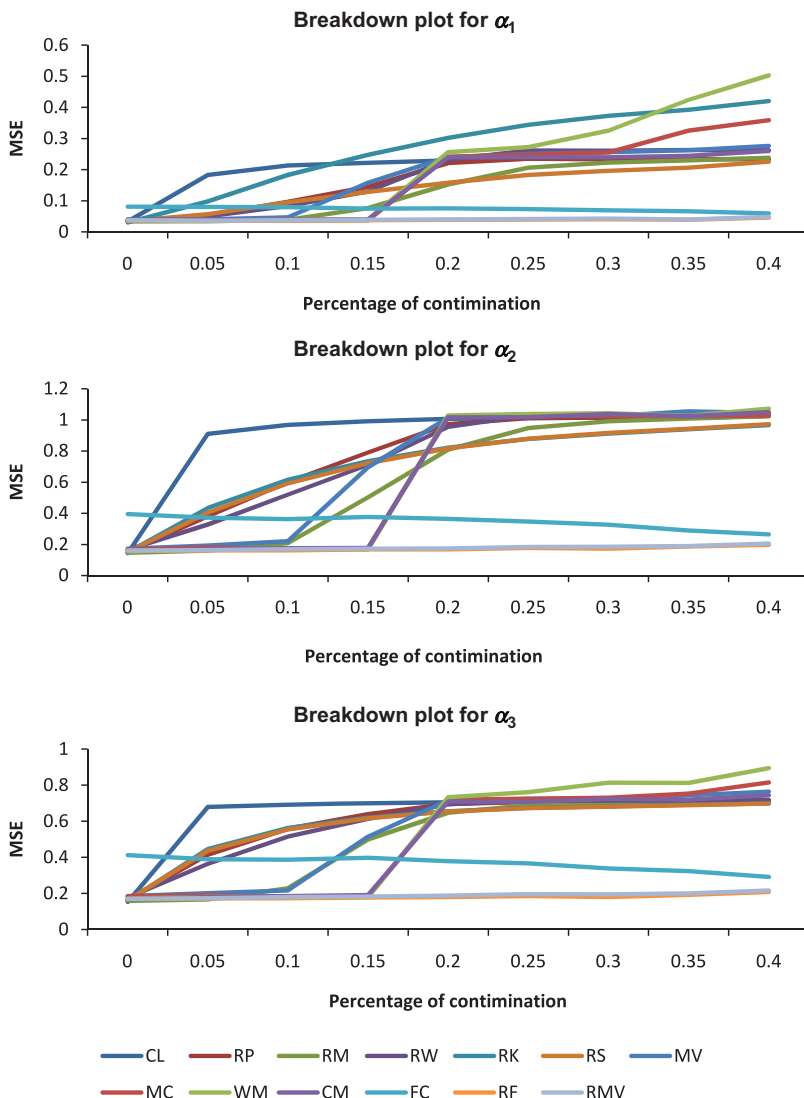 Breakdown plot for α1
0.6
0.5
0.4
0.3
0.2
0.1
0
MSE
0 0.05 0.1 0.15 0.2 0.25 0.3 0.35 0.4
Percentage of contimination
Breakdown plot for α2
1.2
1
0.8
0.6
0.4
0.2
0
MSE
0 0.05 0.1 0.15 0.2 0.25 0.3 0.35 0.4
Percentage of contimination
Breakdown plot for α3
1
0.8
0.6
0.4
0.2
0
MSE
0 0.05 0.1 0.15 0.2 0.25 0.3 0.35 0.4
Percentage of contimination
CL RP RM RW RK RS MV
MC WM CM FC RF RMV